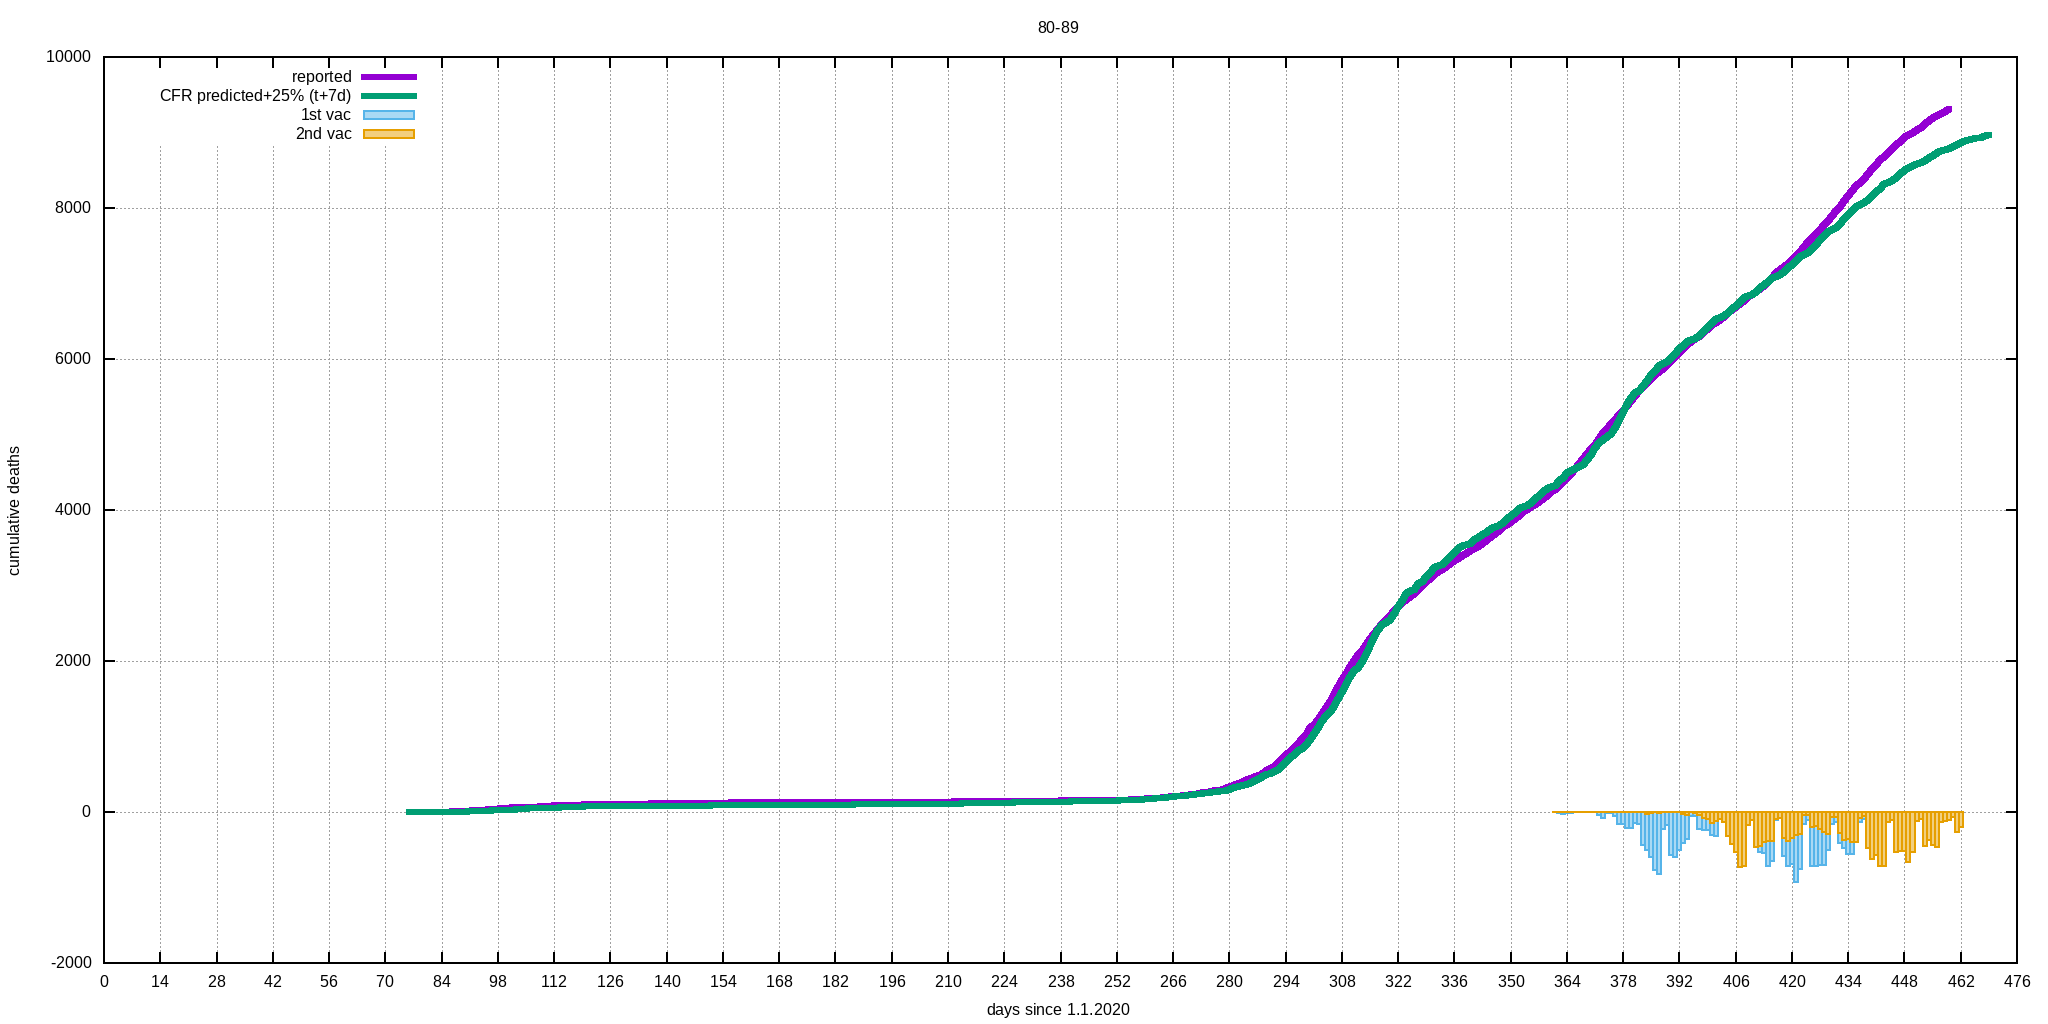 80-89
10000
8000
6000
4000
2000
0
-2000
cumulative deaths
reported
CFR predicted+25% (t+7d)
1st vac
2nd vac
0 14 28 42 56 70 84 98 112 126 140 154 168 182 196 210 224 238 252 266 280 294 308 322 336 350 364 378 392 406 420 434 448 462 476
days since 1.1.2020